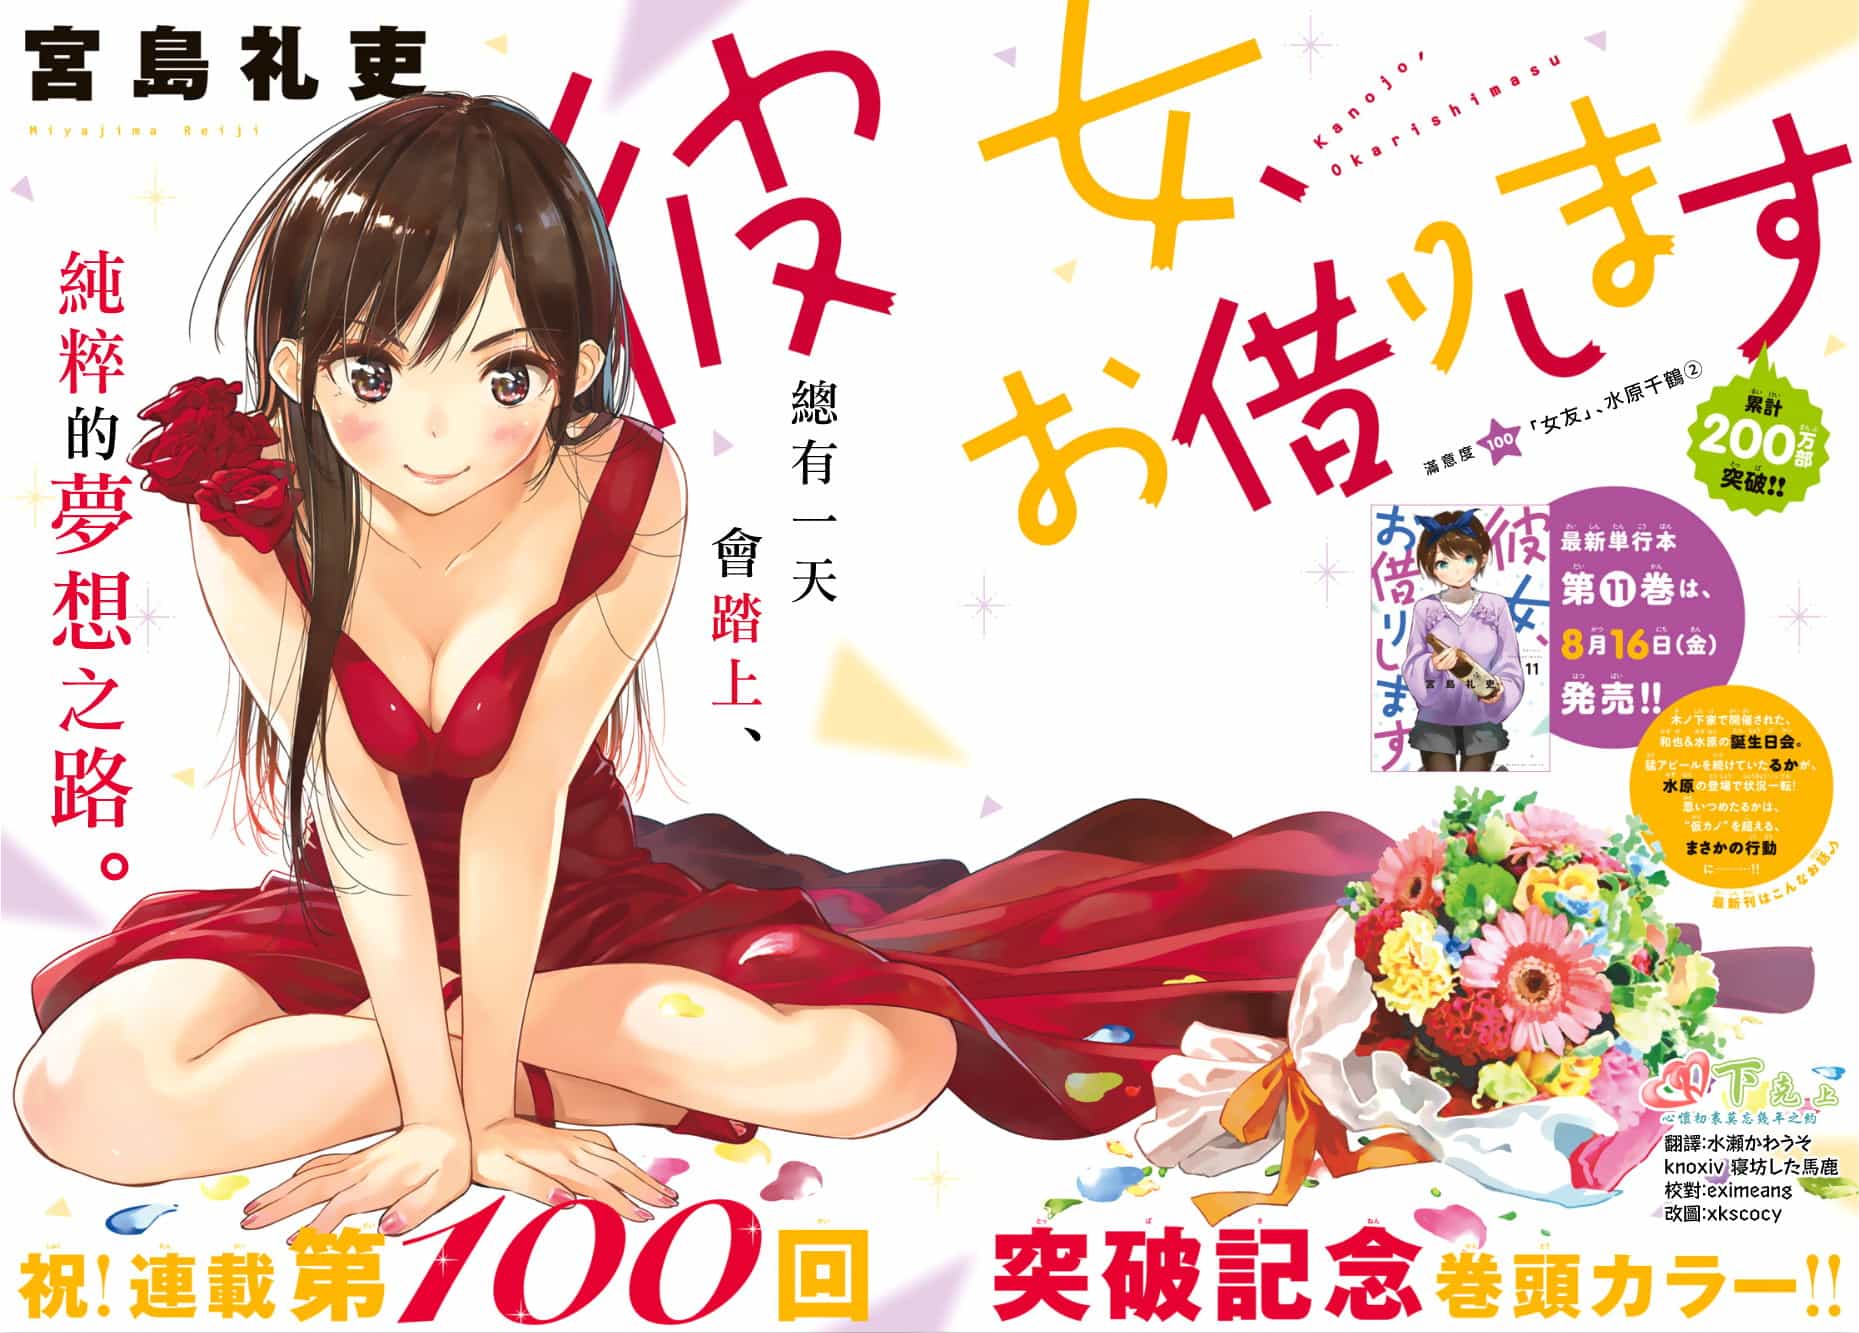 宮島礼吏
Miyajima Reiji
彼女、お借りします
Kanojo,
Okarishimasu
純粋的夢想之路。
總有一天
會踏上、
滿意度 100 「女友」、水原千鶴②
累計
200万部
突破!!
彼女、お借りします
11
宮島礼吏
最新単行本
第11巻は、
8月16日(金)
発売!!
木ノ下家で開催された、
和也&水原の誕生日会。
猛アピールを続けていたるかが、
水原の登場で状況一転!
思いつめたるかは、
“仮カノ”を超える、
まさかの行動
に———!!
最新刊はこんなお話♪
下克上
心懷初衷莫忘幾年之約
翻譯:水瀬かわうそ
knoxiv 寝坊した馬鹿
校對:eximeang
改圖:xkscocy
祝!連載第100回 突破記念巻頭カラー!!